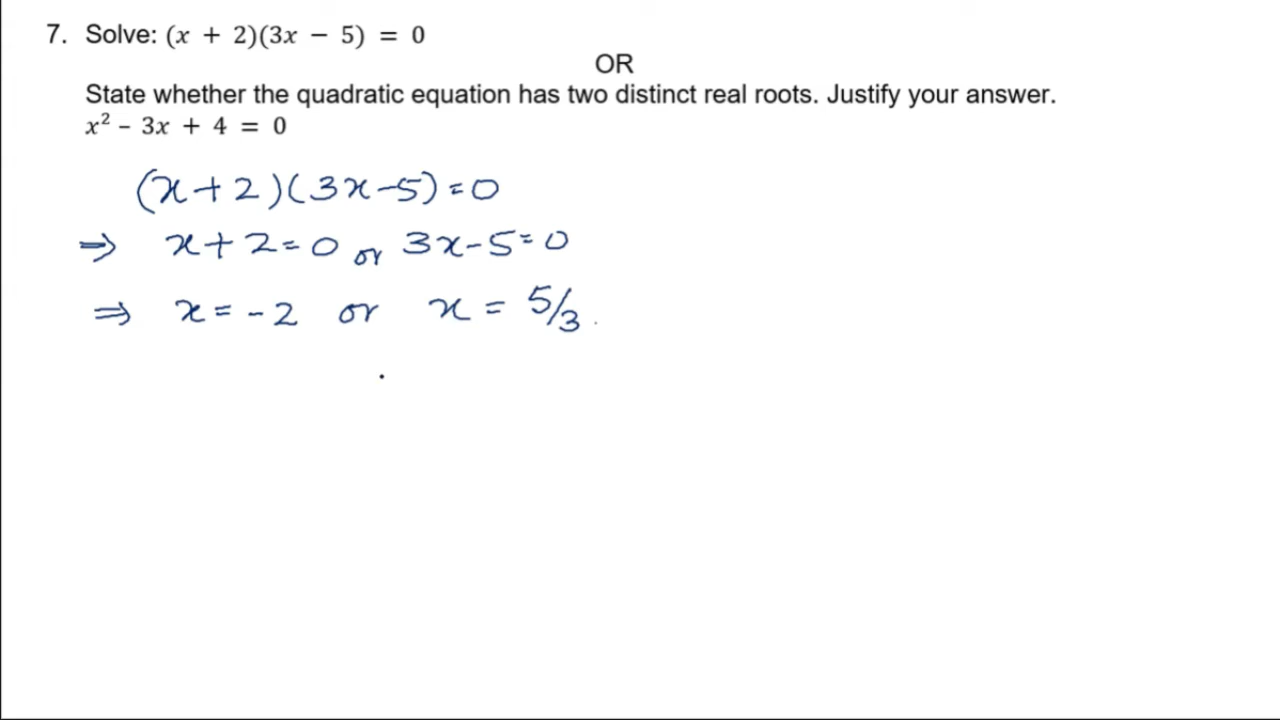 7. Solve: (x + 2)(3x − 5) = 0
OR
State whether the quadratic equation has two distinct real roots. Justify your answer.
x² − 3x + 4 = 0
(x+2)(3x-5)=0
⇒ x+2=0 or 3x-5=0
⇒ x=-2 or x = 5/3.